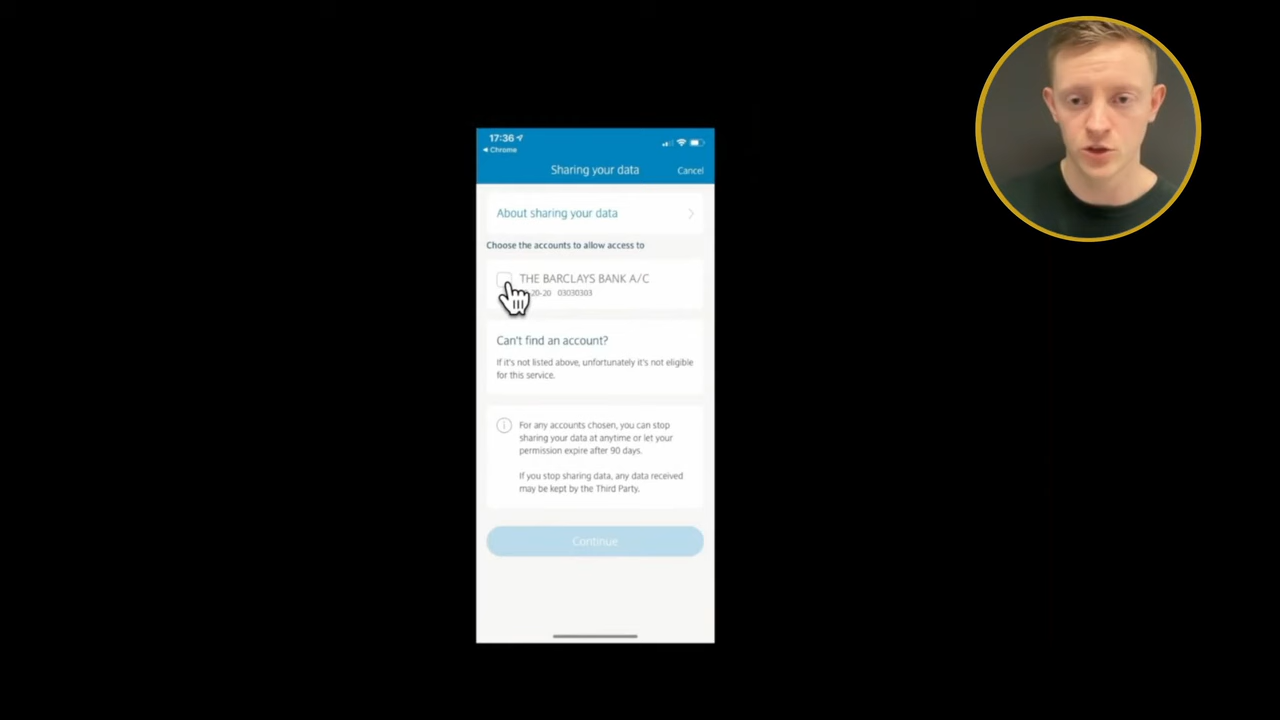 17:36
Chrome
Sharing your data
Cancel
About sharing your data
Choose the accounts to allow access to
THE BARCLAYS BANK A/C
20-20 03030303
Can't find an account?
If it's not listed above, unfortunately it's not eligible
for this service.
For any accounts chosen, you can stop
sharing your data at anytime or let your
permission expire after 90 days.
If you stop sharing data, any data received
may be kept by the Third Party.
Continue